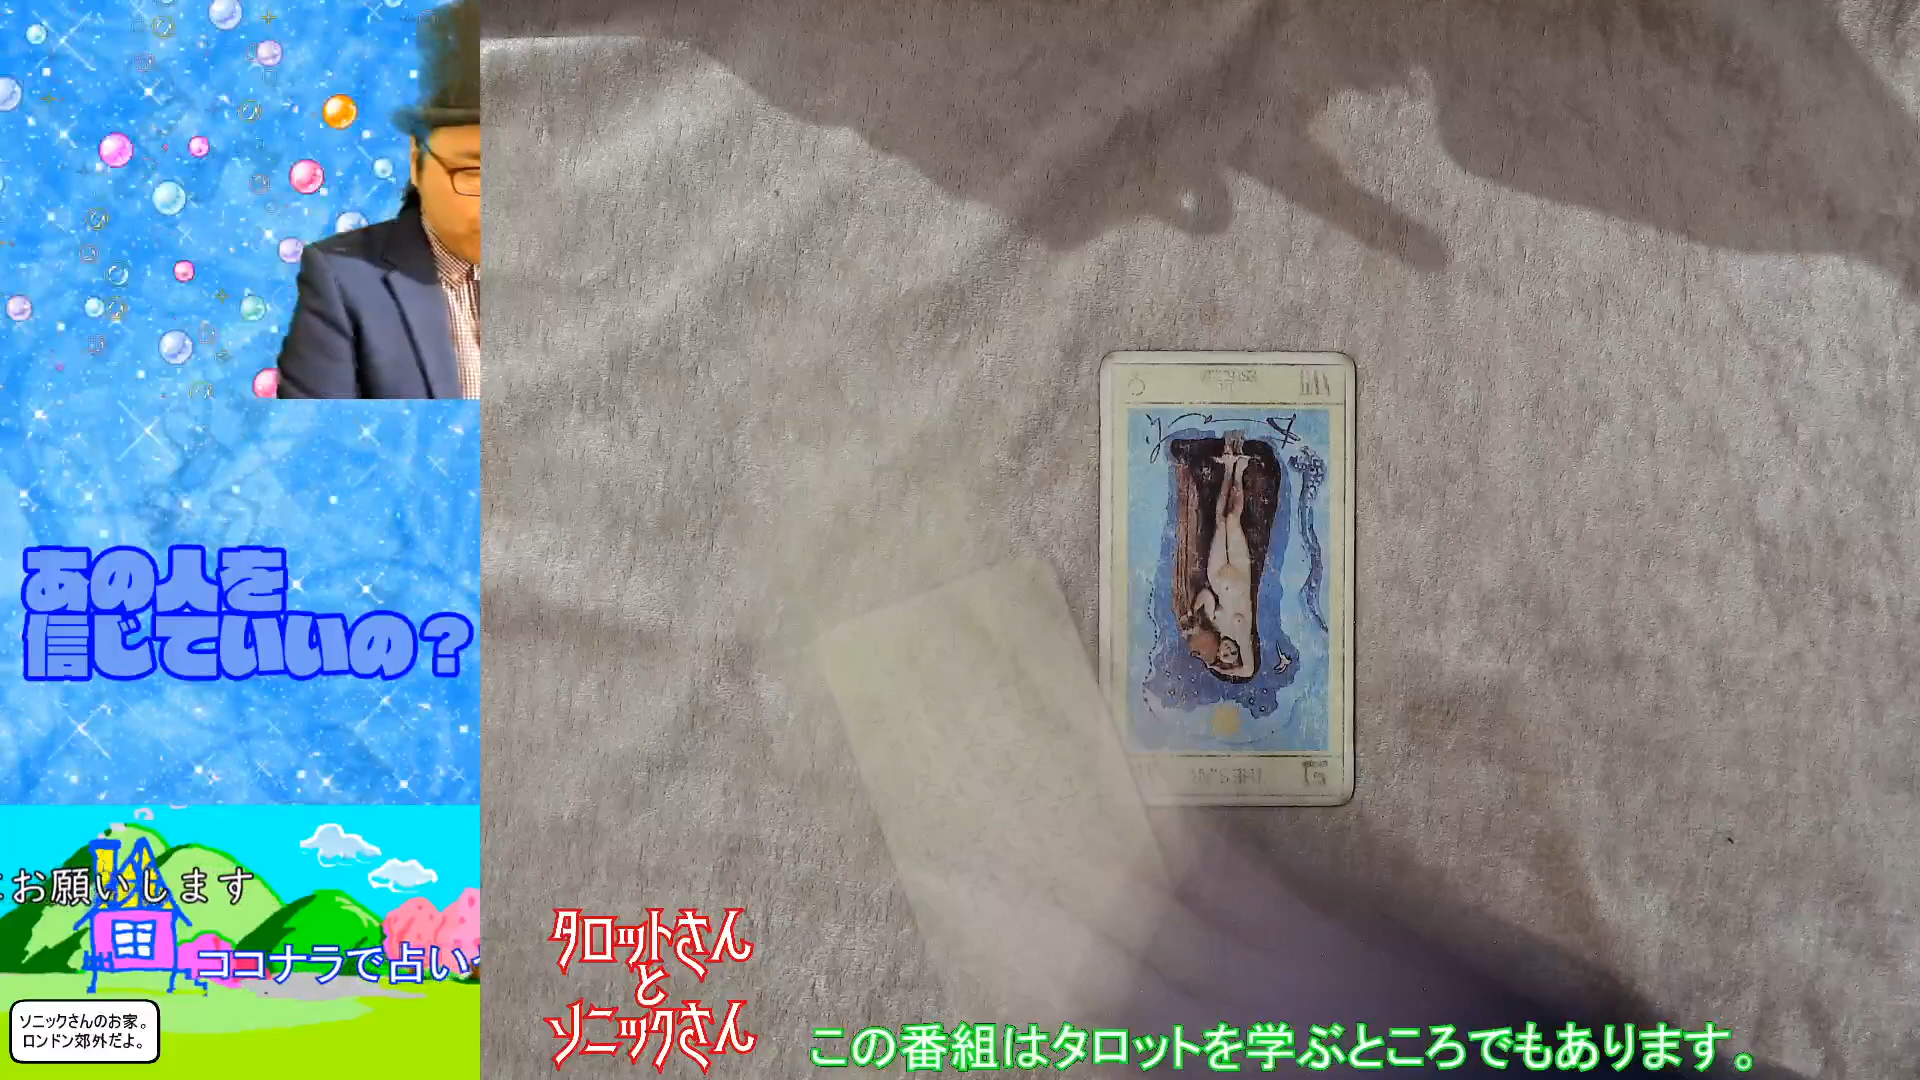 あの人を
信じていいの？
にお願いします
ココナラで占い
ソニックさんのお家。
ロンドン郊外だよ。
タロットさん
と
ソニックさん
この番組はタロットを学ぶところでもあります。